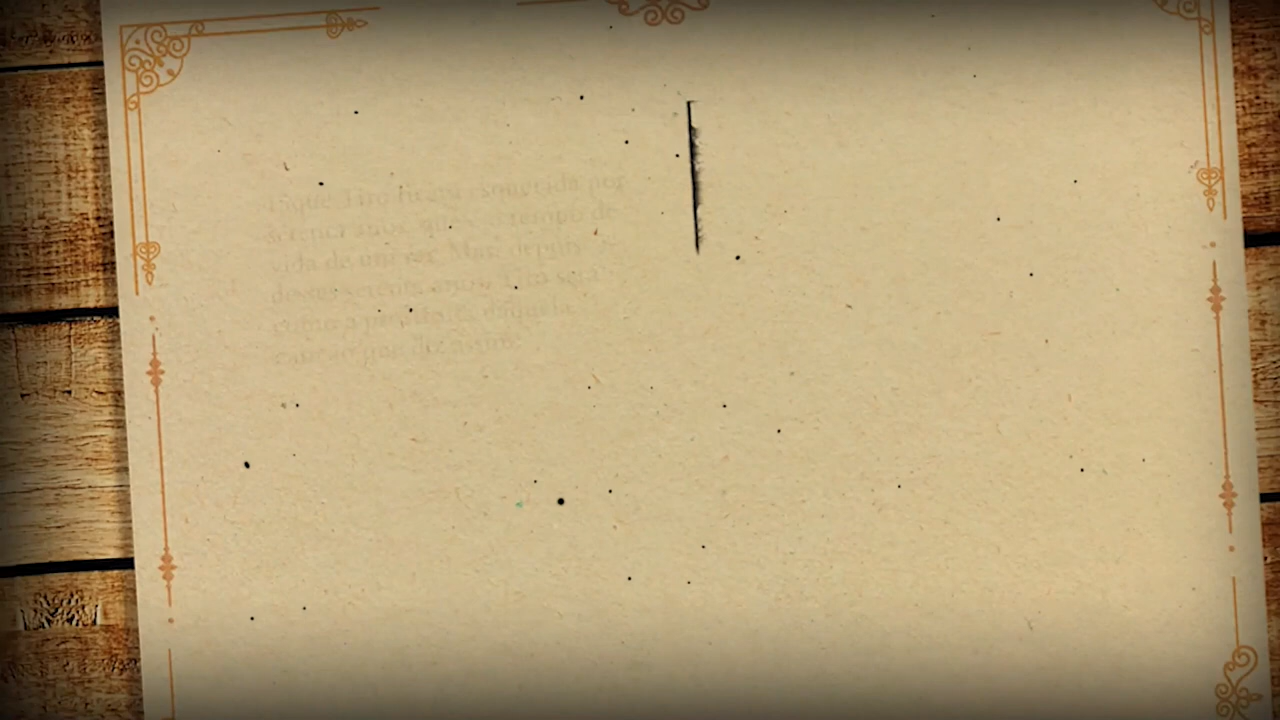 Tiro ficará esquecida por
setenta anos, que é o tempo de
vida de um rei. Mas, depois
desses setenta anos, Tiro será
como a prostituta daquela
canção que diz assim: